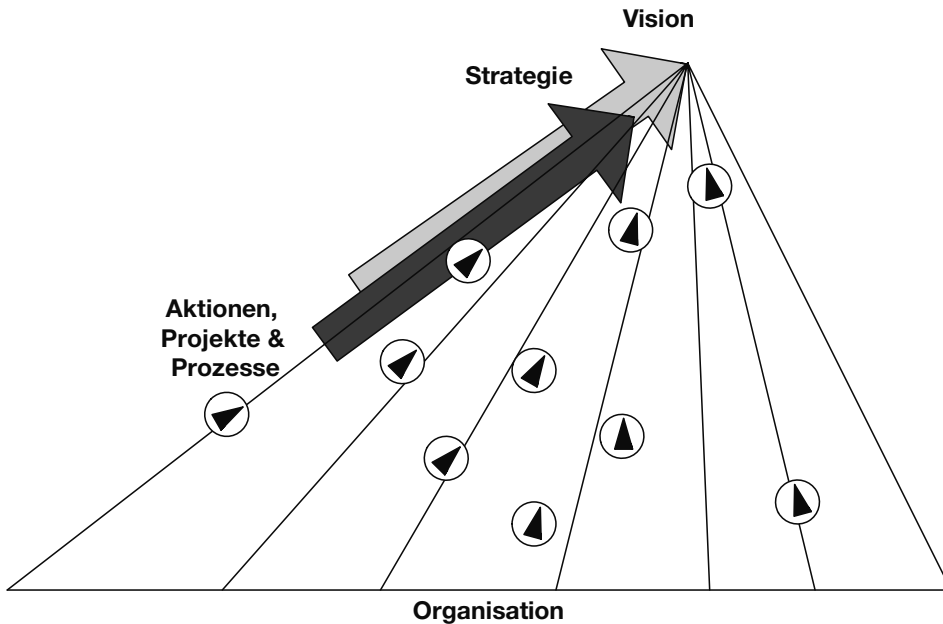 Vision
Strategie
Aktionen,
Projekte &
Prozesse
Organisation